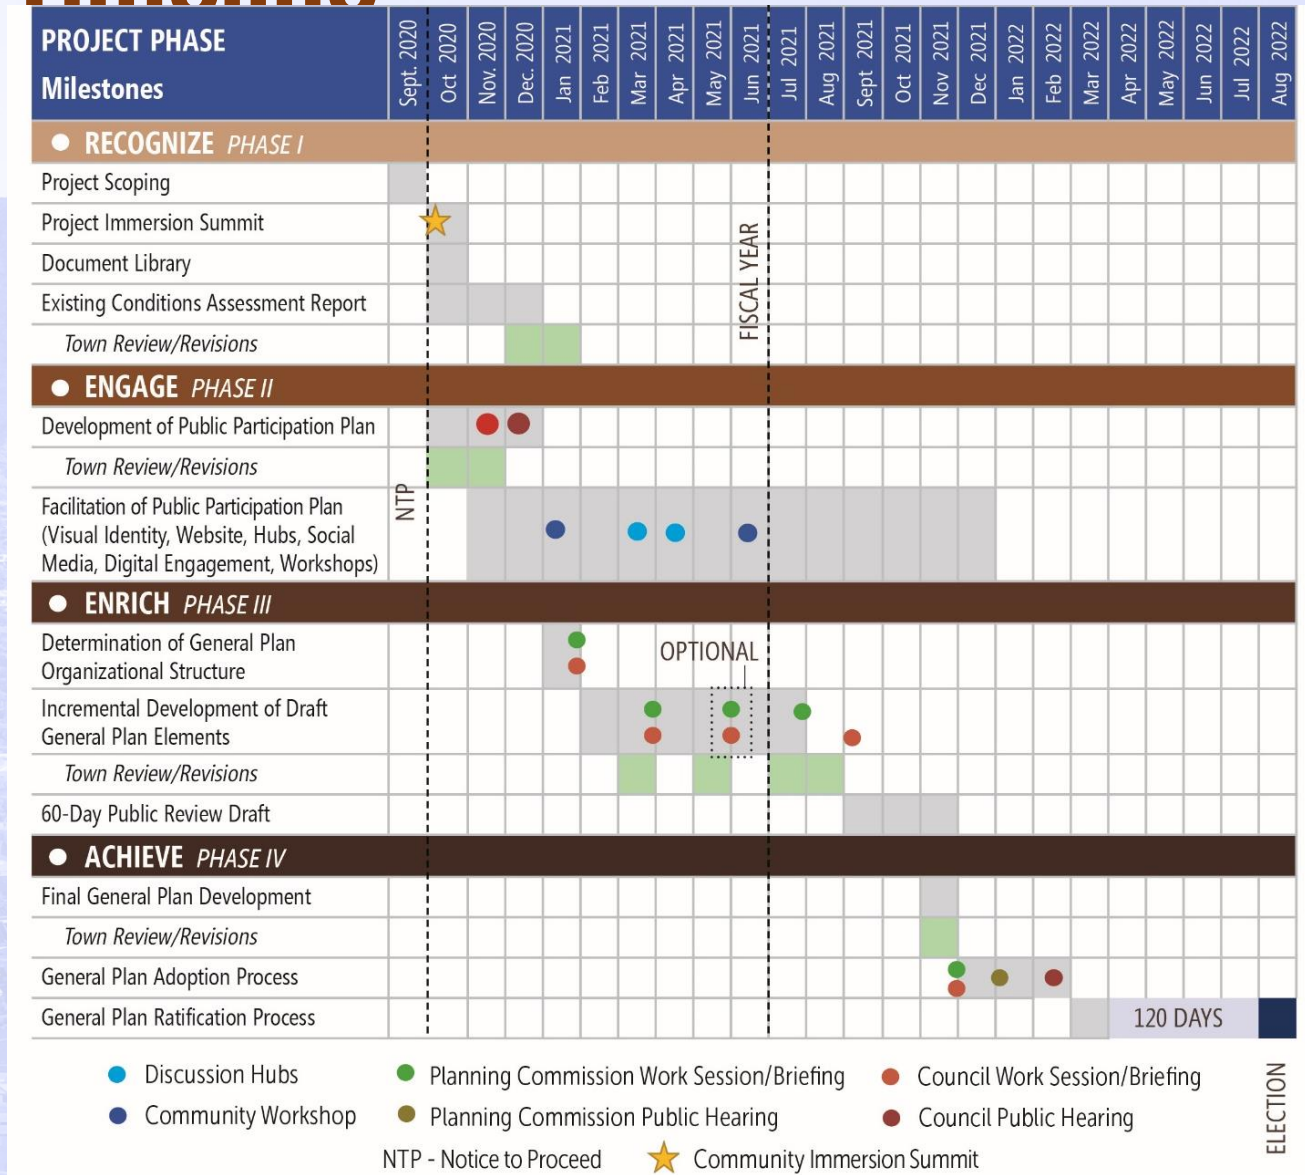 PROJECT PHASE
Milestones
Sept. 2020
Oct 2020
Nov. 2020
Dec. 2020
Jan 2021
Feb 2021
Mar 2021
Apr 2021
May 2021
Jun 2021
Jul 2021
Aug 2021
Sept 2021
Oct 2021
Nov 2021
Dec 2021
Jan 2022
Feb 2022
Mar 2022
Apr 2022
May 2022
Jun 2022
Jul 2022
Aug 2022
RECOGNIZE PHASE I
Project Scoping
Project Immersion Summit
Document Library
Existing Conditions Assessment Report
Town Review/Revisions
FISCAL YEAR
ENGAGE PHASE II
Development of Public Participation Plan
Town Review/Revisions
NTP
Facilitation of Public Participation Plan
(Visual Identity, Website, Hubs, Social
Media, Digital Engagement, Workshops)
ENRICH PHASE III
Determination of General Plan
Organizational Structure
OPTIONAL
Incremental Development of Draft
General Plan Elements
Town Review/Revisions
60-Day Public Review Draft
ACHIEVE PHASE IV
Final General Plan Development
Town Review/Revisions
General Plan Adoption Process
General Plan Ratification Process
120 DAYS
ELECTION
Discussion Hubs
Planning Commission Work Session/Briefing
Council Work Session/Briefing
Community Workshop
Planning Commission Public Hearing
Council Public Hearing
NTP - Notice to Proceed
Community Immersion Summit